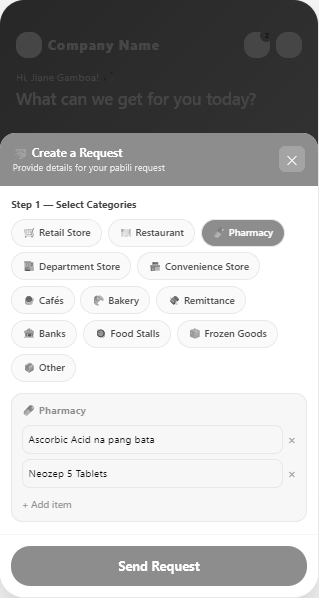 Company Name
Hi, Jiane Gamboa!
What can we get for you today?
Create a Request
Provide details for your pabili request
Step 1 — Select Categories
Retail Store
Restaurant
Pharmacy
Department Store
Convenience Store
Cafés
Bakery
Remittance
Banks
Food Stalls
Frozen Goods
Other
Pharmacy
Ascorbic Acid na pang bata
Neozep 5 Tablets
+ Add item
Send Request